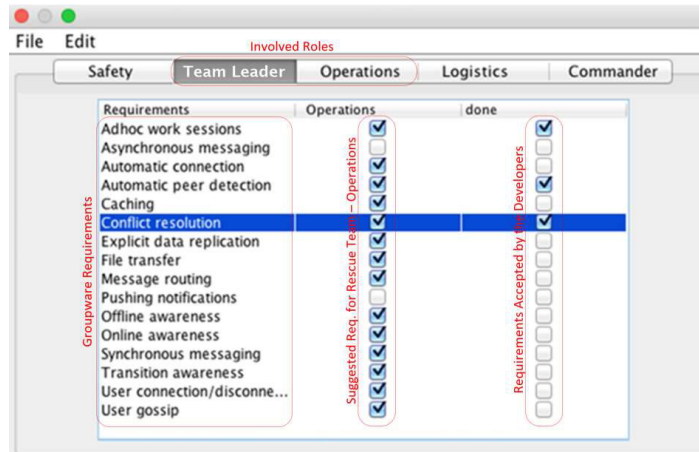 File Edit
Involved Roles
Safety Team Leader Operations Logistics Commander
Requirements Operations done
Adhoc work sessions
Asynchronous messaging
Automatic connection
Automatic peer detection
Caching
Conflict resolution
Explicit data replication
File transfer
Message routing
Pushing notifications
Offline awareness
Online awareness
Synchronous messaging
Transition awareness
User connection/disconne...
User gossip
Groupware Requirements
Suggested Req. for Rescue Team – Operations
Requirements Accepted by the Developers